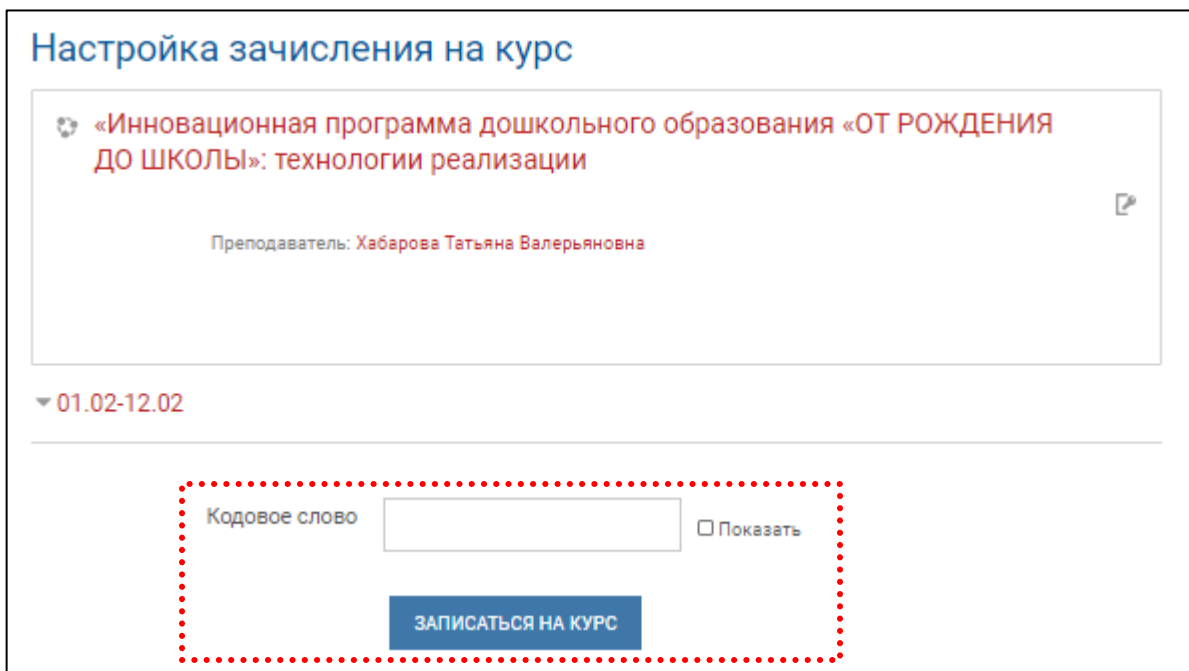 Настройка зачисления на курс
«Инновационная программа дошкольного образования «ОТ РОЖДЕНИЯ
ДО ШКОЛЫ»: технологии реализации
Преподаватель: Хабарова Татьяна Валерьяновна
01.02-12.02
Кодовое слово
Показать
ЗАПИСАТЬСЯ НА КУРС